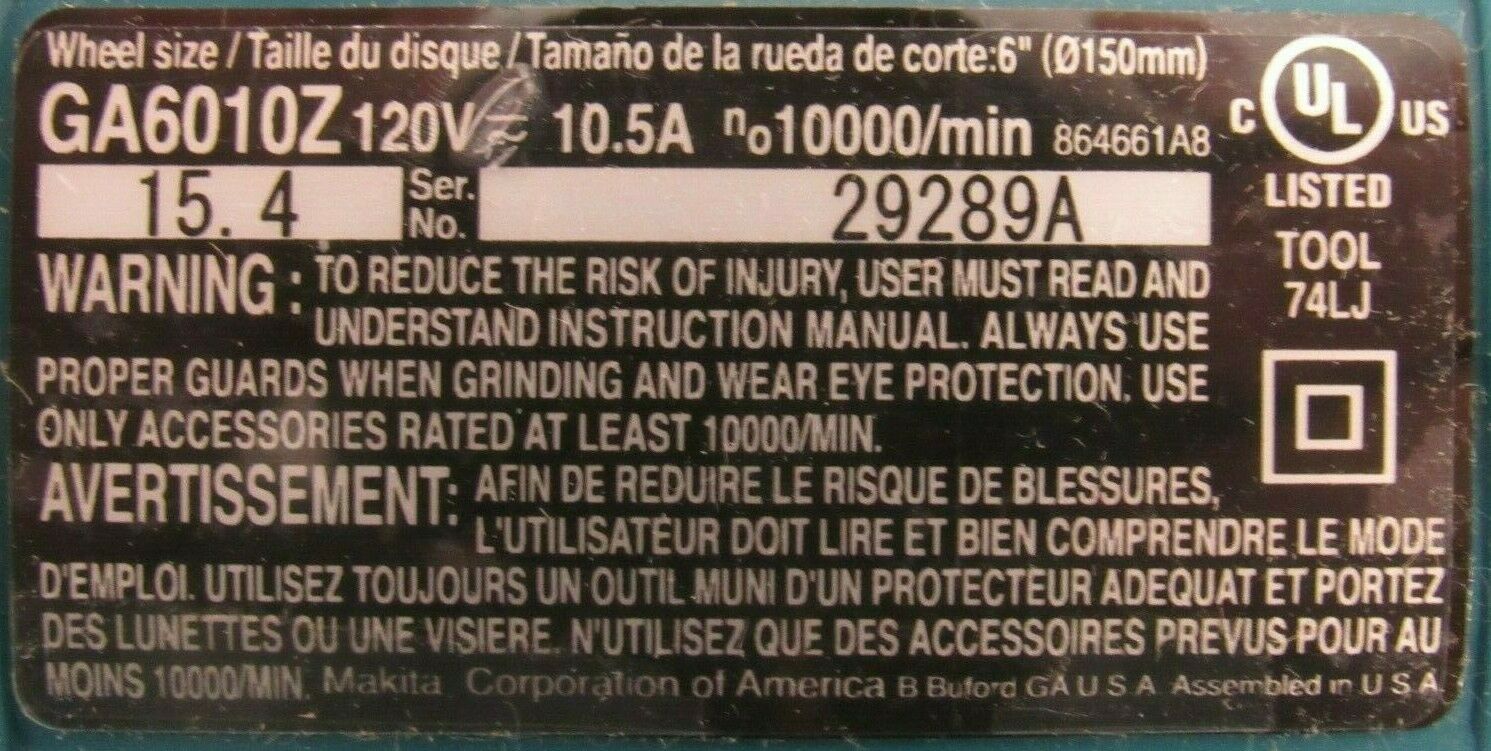 Wheel size / Taille du disque / Tamaño de la rueda de corte:6" (Ø150mm)
GA6010Z 120V 10.5A no10000/min 864661A8
C UL US
LISTED
15.4 Ser. No. 29289A
TOOL
74LJ
WARNING : TO REDUCE THE RISK OF INJURY, USER MUST READ AND
UNDERSTAND INSTRUCTION MANUAL. ALWAYS USE
PROPER GUARDS WHEN GRINDING AND WEAR EYE PROTECTION. USE
ONLY ACCESSORIES RATED AT LEAST 10000/MIN.
AVERTISSEMENT: AFIN DE REDUIRE LE RISQUE DE BLESSURES,
L'UTILISATEUR DOIT LIRE ET BIEN COMPRENDRE LE MODE
D'EMPLOI. UTILISEZ TOUJOURS UN OUTIL MUNI D'UN PROTECTEUR ADEQUAT ET PORTEZ
DES LUNETTES OU UNE VISIERE. N'UTILISEZ QUE DES ACCESSOIRES PREVUS POUR AU
MOINS 10000/MIN. Makita Corporation of America B Buford GA U S A Assembled in U S A